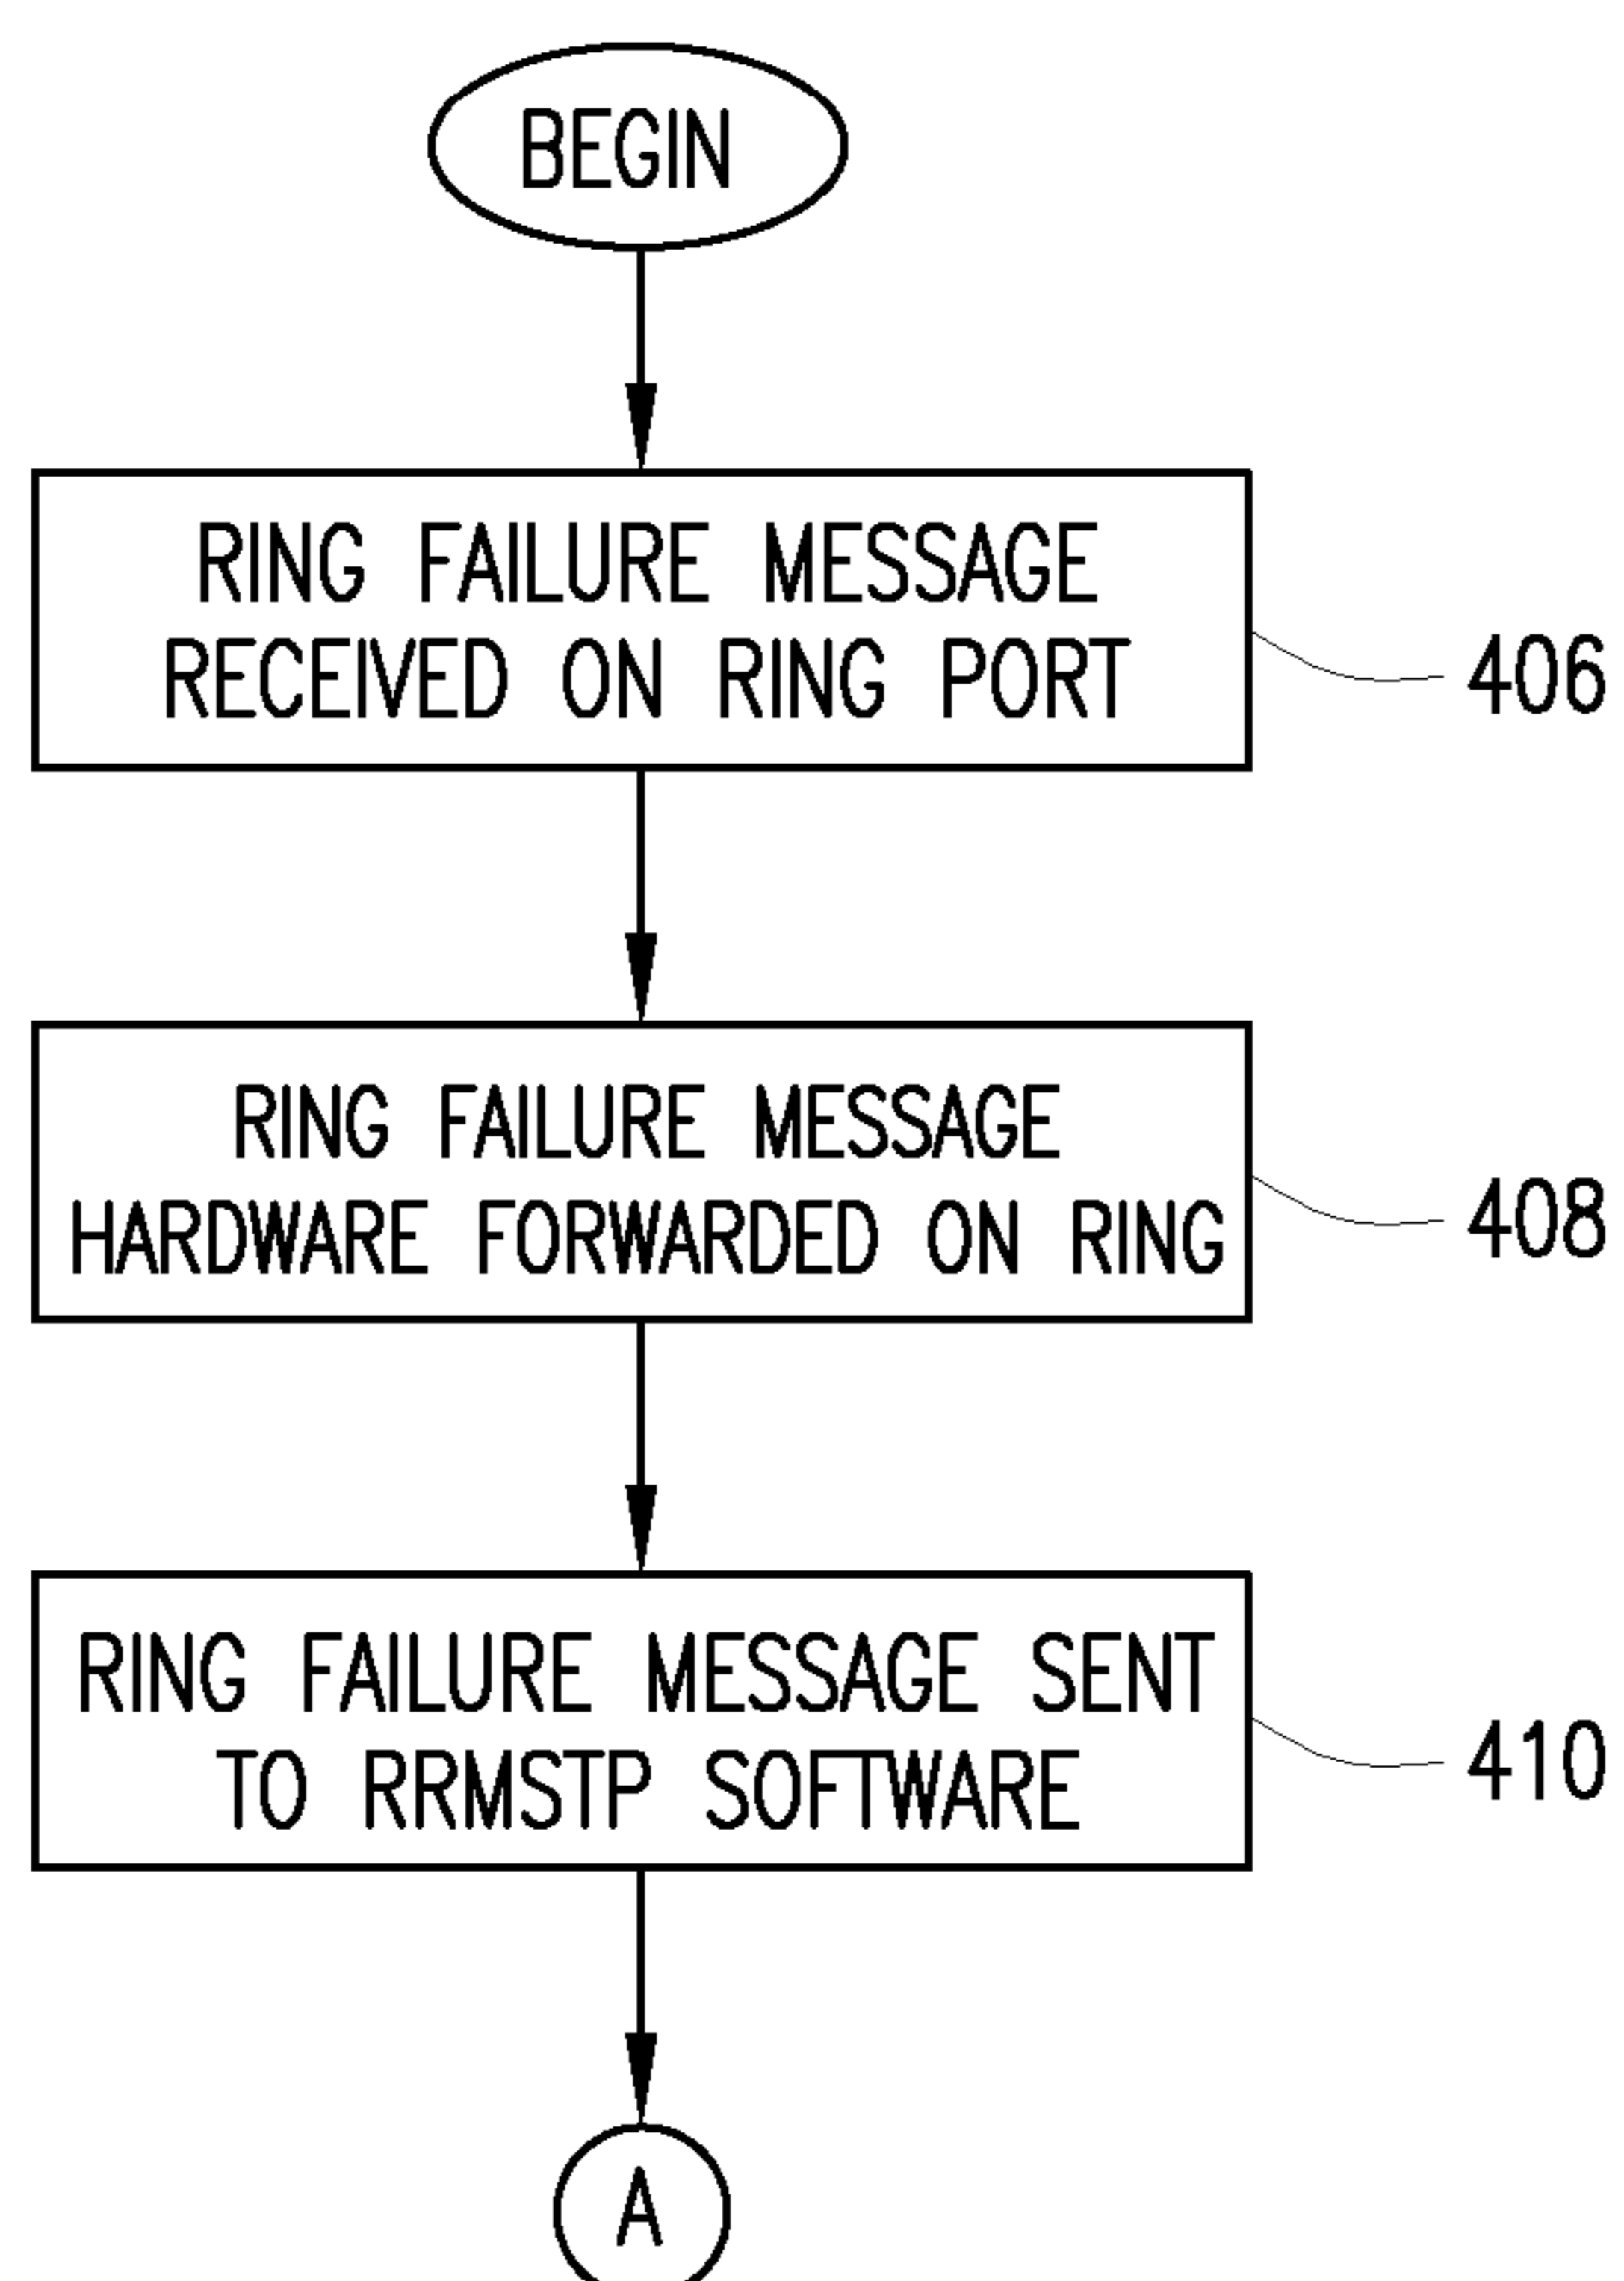 BEGIN
RING FAILURE MESSAGE
RECEIVED ON RING PORT
406
RING FAILURE MESSAGE
HARDWARE FORWARDED ON RING
408
RING FAILURE MESSAGE SENT
TO RRMSTP SOFTWARE
410
A